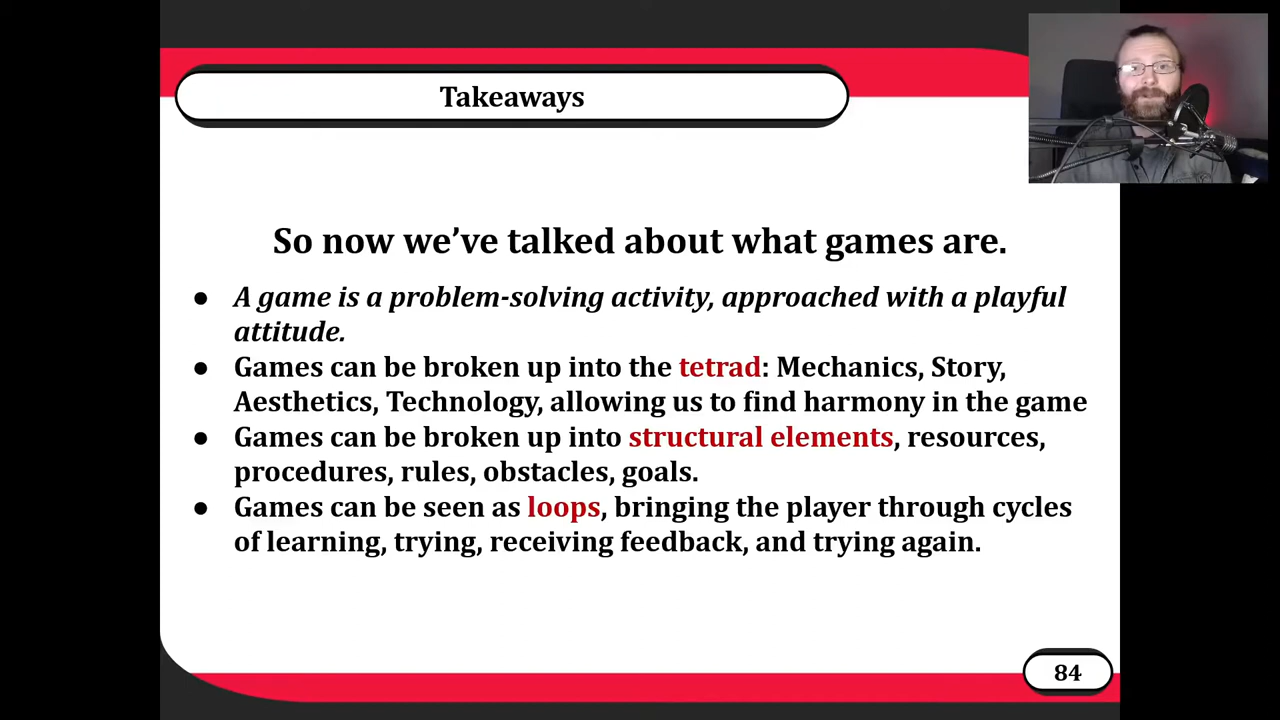 Takeaways
So now we've talked about what games are.
● A game is a problem-solving activity, approached with a playful
attitude.
● Games can be broken up into the tetrad: Mechanics, Story,
Aesthetics, Technology, allowing us to find harmony in the game
● Games can be broken up into structural elements, resources,
procedures, rules, obstacles, goals.
● Games can be seen as loops, bringing the player through cycles
of learning, trying, receiving feedback, and trying again.
84